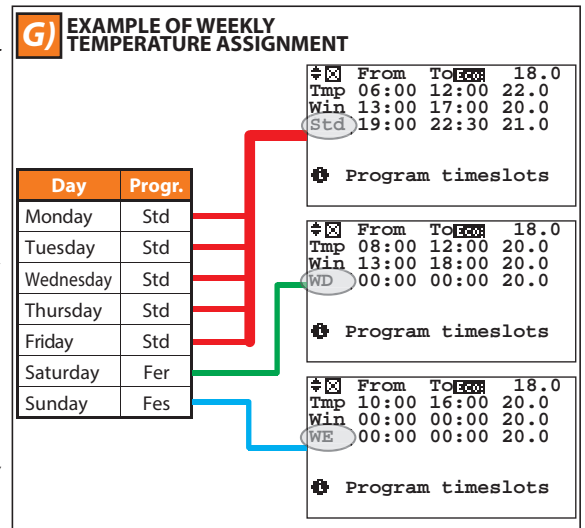 G) EXAMPLE OF WEEKLY
TEMPERATURE ASSIGNMENT
From To Eco 18.0
Tmp 06:00 12:00 22.0
Win 13:00 17:00 20.0
Std 19:00 22:30 21.0
Program timeslots
Day Progr.
Monday Std
Tuesday Std
Wednesday Std
Thursday Std
Friday Std
Saturday Fer
Sunday Fes
From To Eco 18.0
Tmp 08:00 12:00 20.0
Win 13:00 18:00 20.0
WD 00:00 00:00 20.0
Program timeslots
From To Eco 18.0
Tmp 10:00 16:00 20.0
Win 00:00 00:00 20.0
WE 00:00 00:00 20.0
Program timeslots